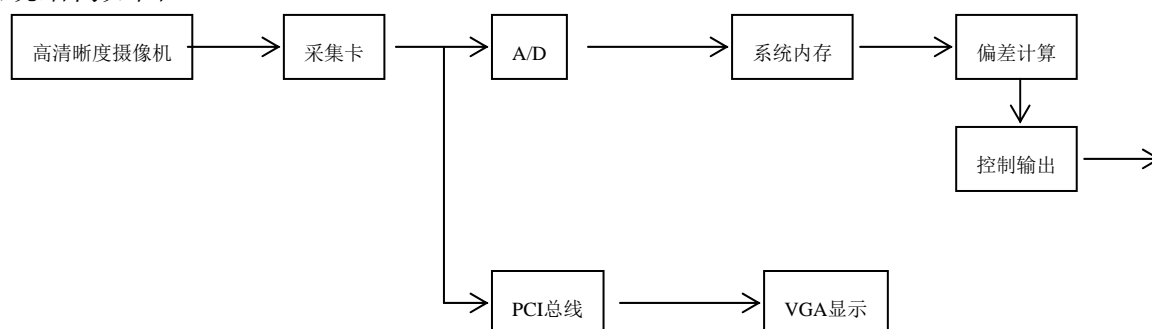 高清晰度摄像机
采集卡
A/D
系统内存
偏差计算
控制输出
PCI总线
VGA显示